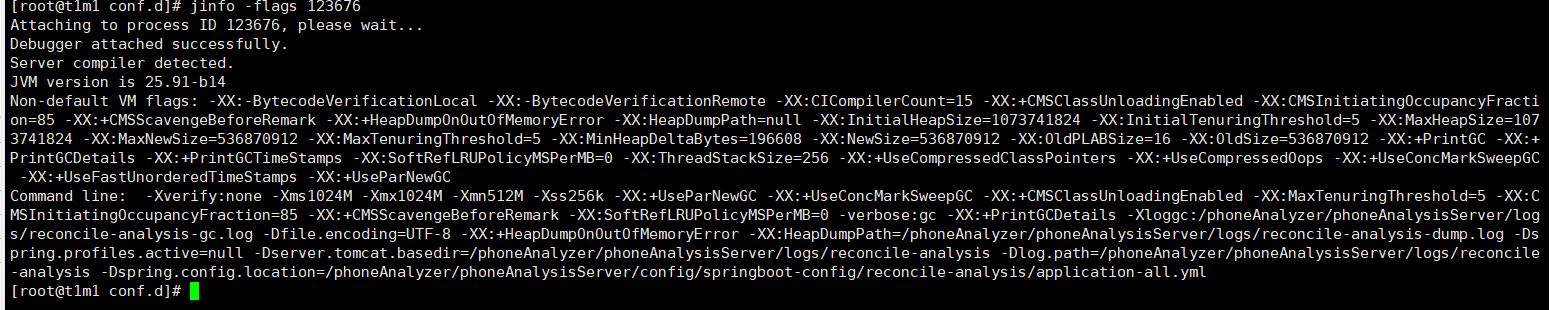 [root@t1m1 conf.d]# jinfo -flags 123676
Attaching to process ID 123676, please wait...
Debugger attached successfully.
Server compiler detected.
JVM version is 25.91-b14
Non-default VM flags: -XX:-BytecodeVerificationLocal -XX:-BytecodeVerificationRemote -XX:CICompilerCount=15 -XX:+CMSClassUnloadingEnabled -XX:CMSInitiatingOccupancyFracti
on=85 -XX:+CMSScavengeBeforeRemark -XX:+HeapDumpOnOutOfMemoryError -XX:HeapDumpPath=null -XX:InitialHeapSize=1073741824 -XX:InitialTenuringThreshold=5 -XX:MaxHeapSize=107
3741824 -XX:MaxNewSize=536870912 -XX:MaxTenuringThreshold=5 -XX:MinHeapDeltaBytes=196608 -XX:NewSize=536870912 -XX:OldPLABSize=16 -XX:OldSize=536870912 -XX:+PrintGC -XX:+
PrintGCDetails -XX:+PrintGCTimeStamps -XX:SoftRefLRUPolicyMSPerMB=0 -XX:ThreadStackSize=256 -XX:+UseCompressedClassPointers -XX:+UseCompressedOops -XX:+UseConcMarkSweepGC
 -XX:+UseFastUnorderedTimeStamps -XX:+UseParNewGC
Command line:  -Xverify:none -Xms1024M -Xmx1024M -Xmn512M -Xss256k -XX:+UseParNewGC -XX:+UseConcMarkSweepGC -XX:+CMSClassUnloadingEnabled -XX:MaxTenuringThreshold=5 -XX:C
MSInitiatingOccupancyFraction=85 -XX:+CMSScavengeBeforeRemark -XX:SoftRefLRUPolicyMSPerMB=0 -verbose:gc -XX:+PrintGCDetails -Xloggc:/phoneAnalyzer/phoneAnalysisServer/log
s/reconcile-analysis-gc.log -Dfile.encoding=UTF-8 -XX:+HeapDumpOnOutOfMemoryError -XX:HeapDumpPath=/phoneAnalyzer/phoneAnalysisServer/logs/reconcile-analysis-dump.log -Ds
pring.profiles.active=null -Dserver.tomcat.basedir=/phoneAnalyzer/phoneAnalysisServer/logs/reconcile-analysis -Dlog.path=/phoneAnalyzer/phoneAnalysisServer/logs/reconcile
-analysis -Dspring.config.location=/phoneAnalyzer/phoneAnalysisServer/config/springboot-config/reconcile-analysis/application-all.yml
[root@t1m1 conf.d]#